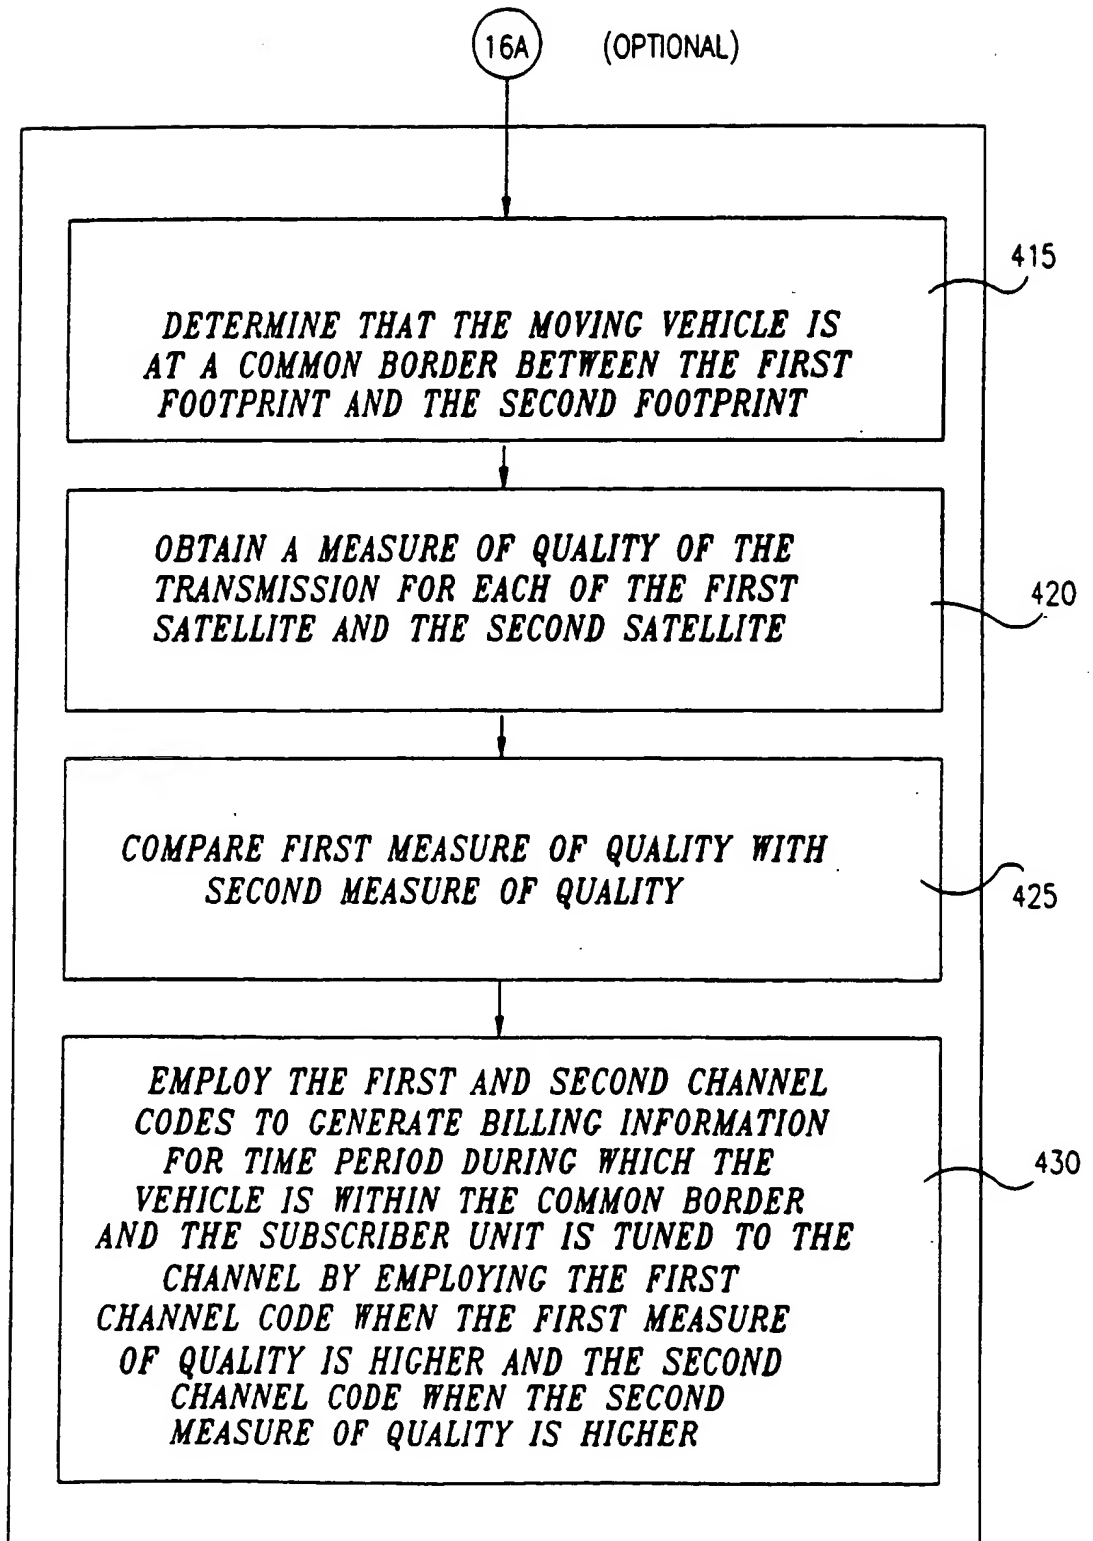 16A (OPTIONAL)
415
DETERMINE THAT THE MOVING VEHICLE IS
AT A COMMON BORDER BETWEEN THE FIRST
FOOTPRINT AND THE SECOND FOOTPRINT
OBTAIN A MEASURE OF QUALITY OF THE
TRANSMISSION FOR EACH OF THE FIRST
SATELLITE AND THE SECOND SATELLITE
420
COMPARE FIRST MEASURE OF QUALITY WITH
SECOND MEASURE OF QUALITY
425
EMPLOY THE FIRST AND SECOND CHANNEL
CODES TO GENERATE BILLING INFORMATION
FOR TIME PERIOD DURING WHICH THE
VEHICLE IS WITHIN THE COMMON BORDER
AND THE SUBSCRIBER UNIT IS TUNED TO THE
CHANNEL BY EMPLOYING THE FIRST
CHANNEL CODE WHEN THE FIRST MEASURE
OF QUALITY IS HIGHER AND THE SECOND
CHANNEL CODE WHEN THE SECOND
MEASURE OF QUALITY IS HIGHER
430